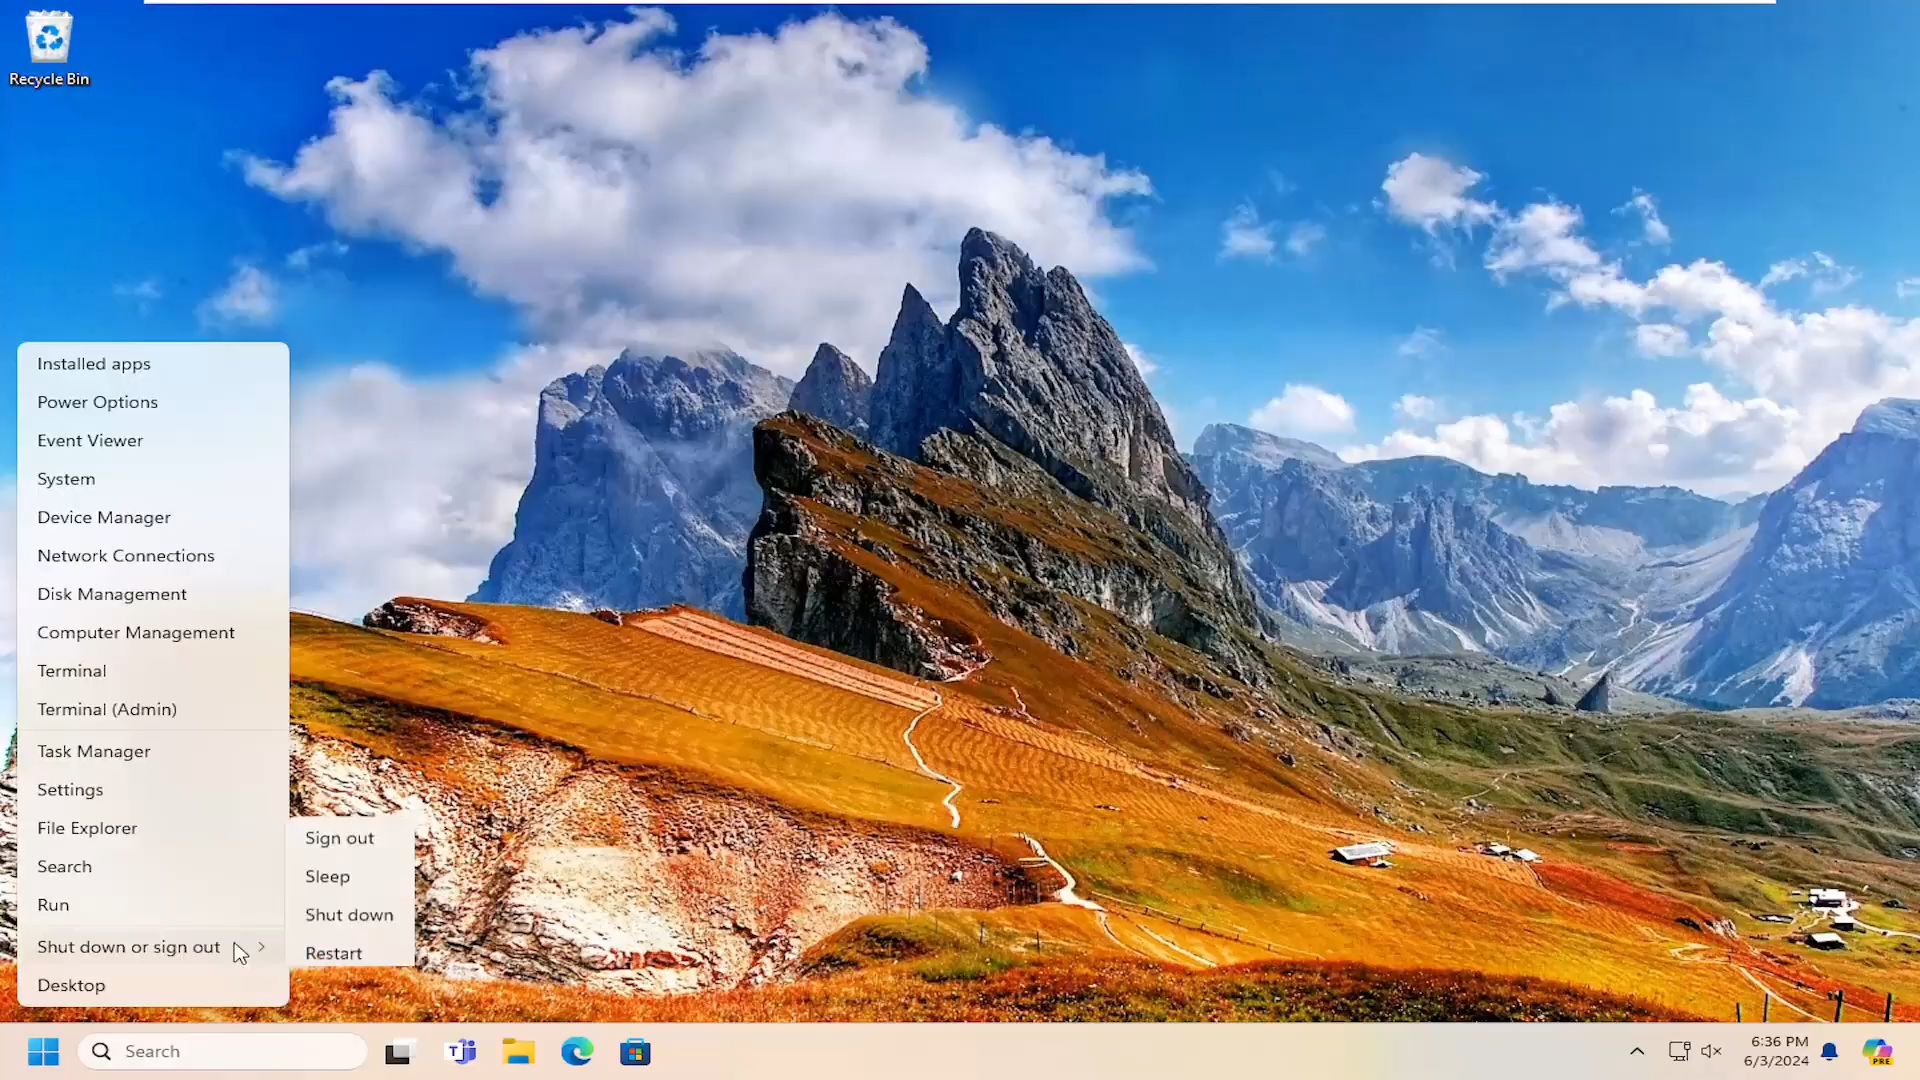 Recycle Bin
Installed apps
Power Options
Event Viewer
System
Device Manager
Network Connections
Disk Management
Computer Management
Terminal
Terminal (Admin)
Task Manager
Settings
File Explorer
Search
Run
Shut down or sign out
Desktop
Sign out
Sleep
Shut down
Restart
Search
T
6:36 PM
6/3/2024
PRE